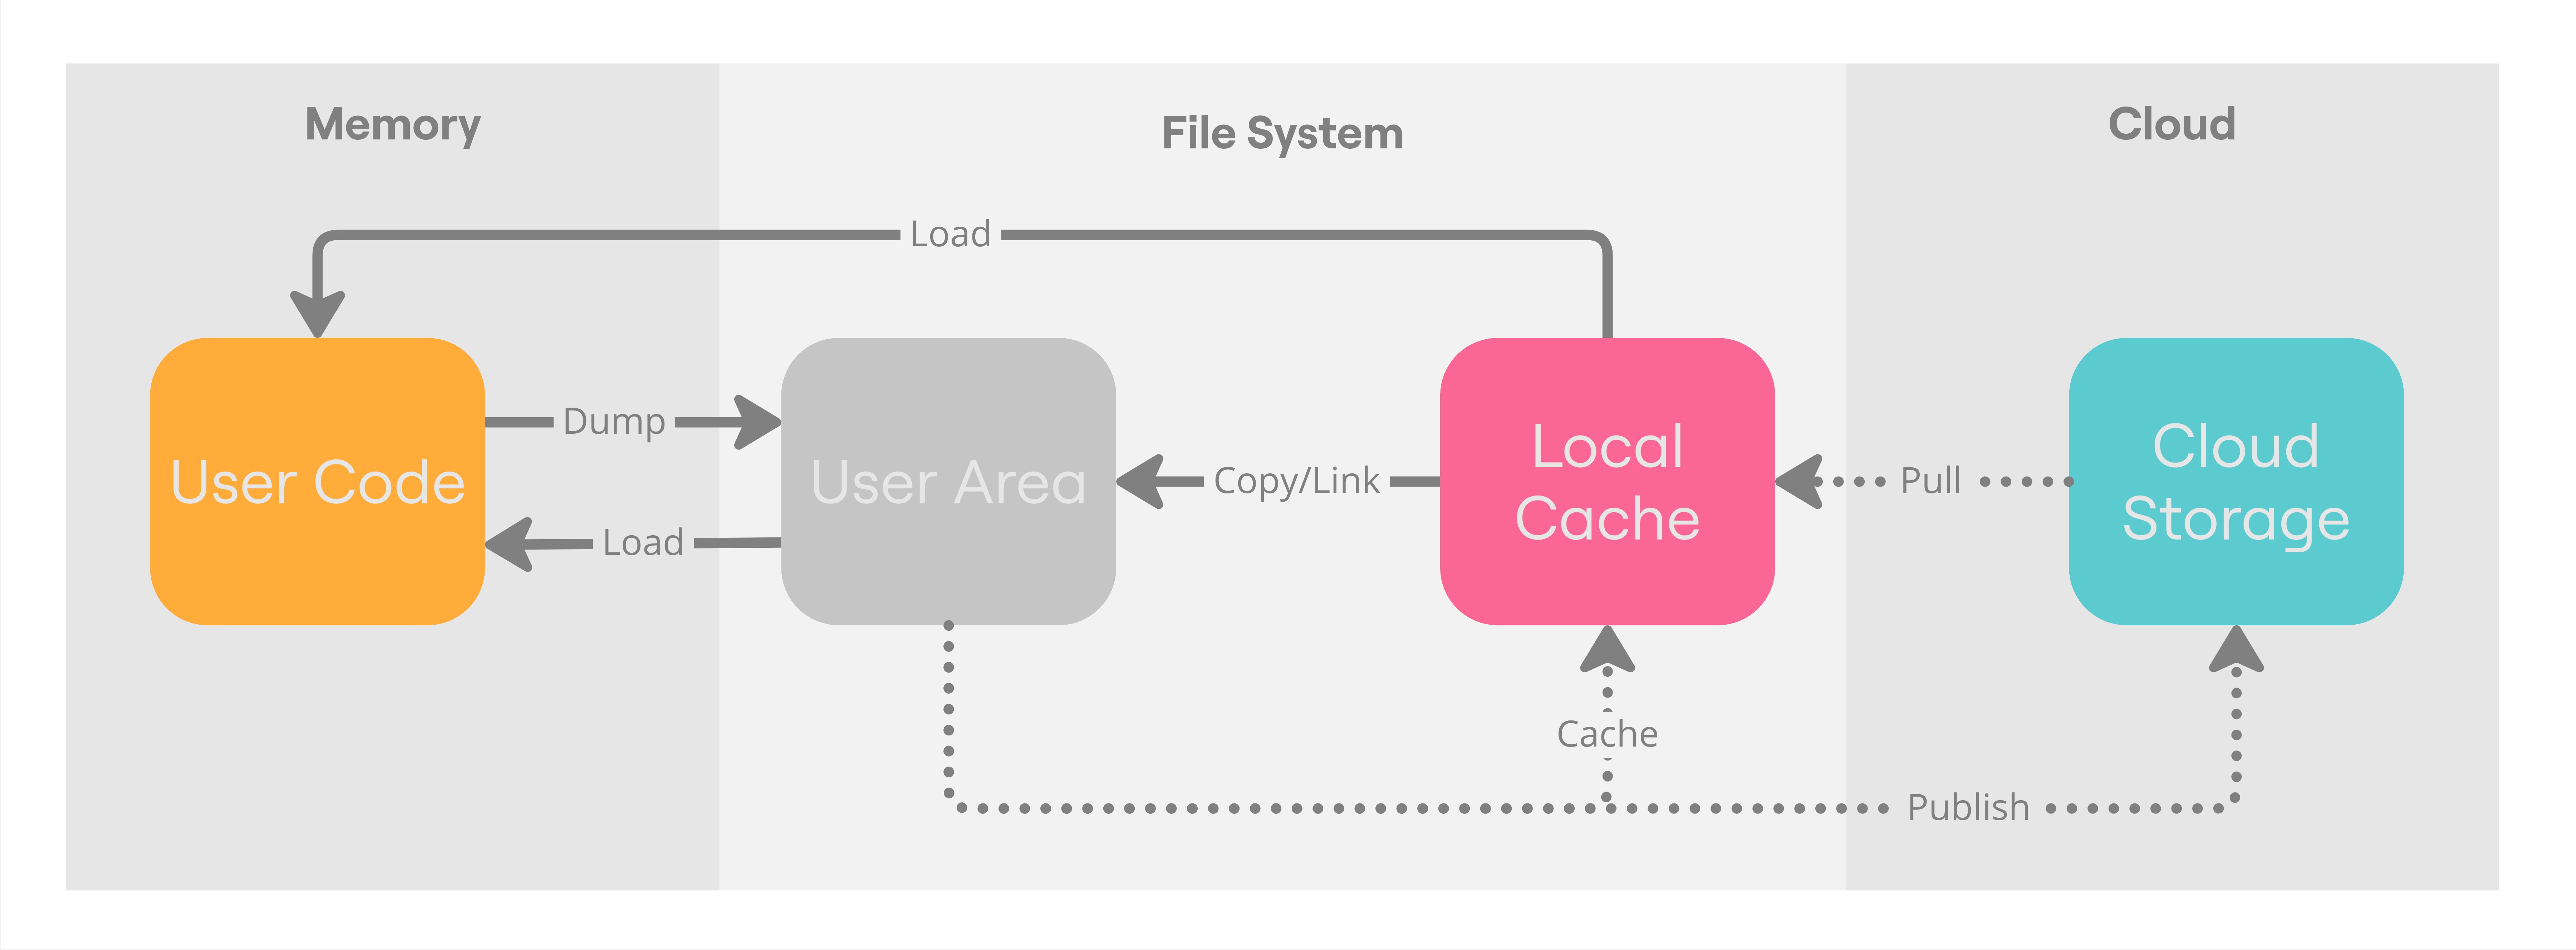 Memory
File System
Cloud
Load
Dump
User Code
User Area
Load
Copy/Link
Local
Cache
Pull
Cloud
Storage
Cache
Publish